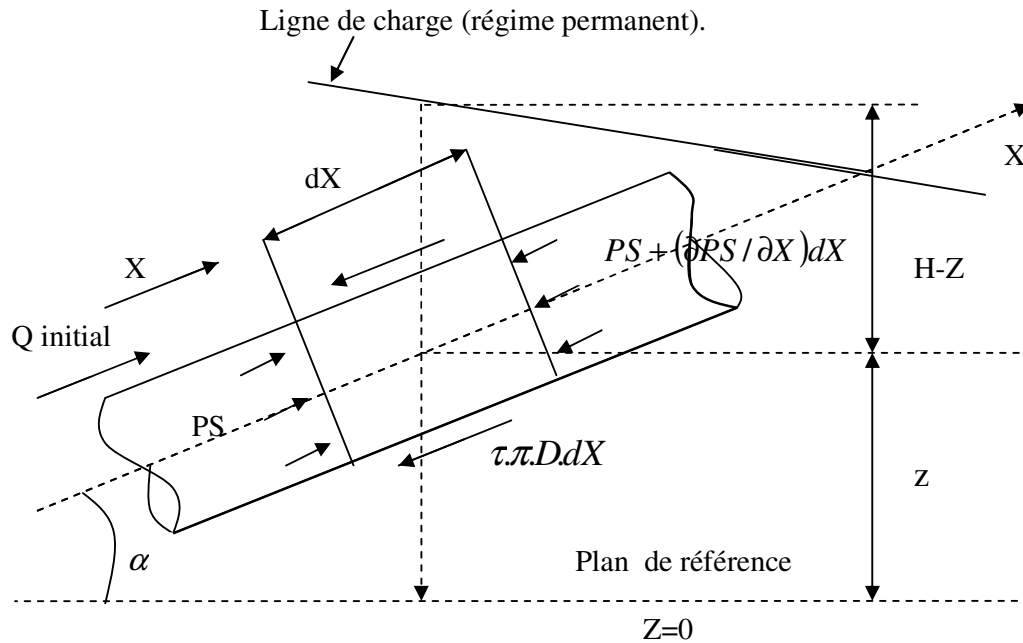 Ligne de charge (régime permanent).
X
dX
PS + (∂PS / ∂X)dX
X
H-Z
Q initial
PS
τ.π.D.dX
z
α
Plan de référence
Z=0